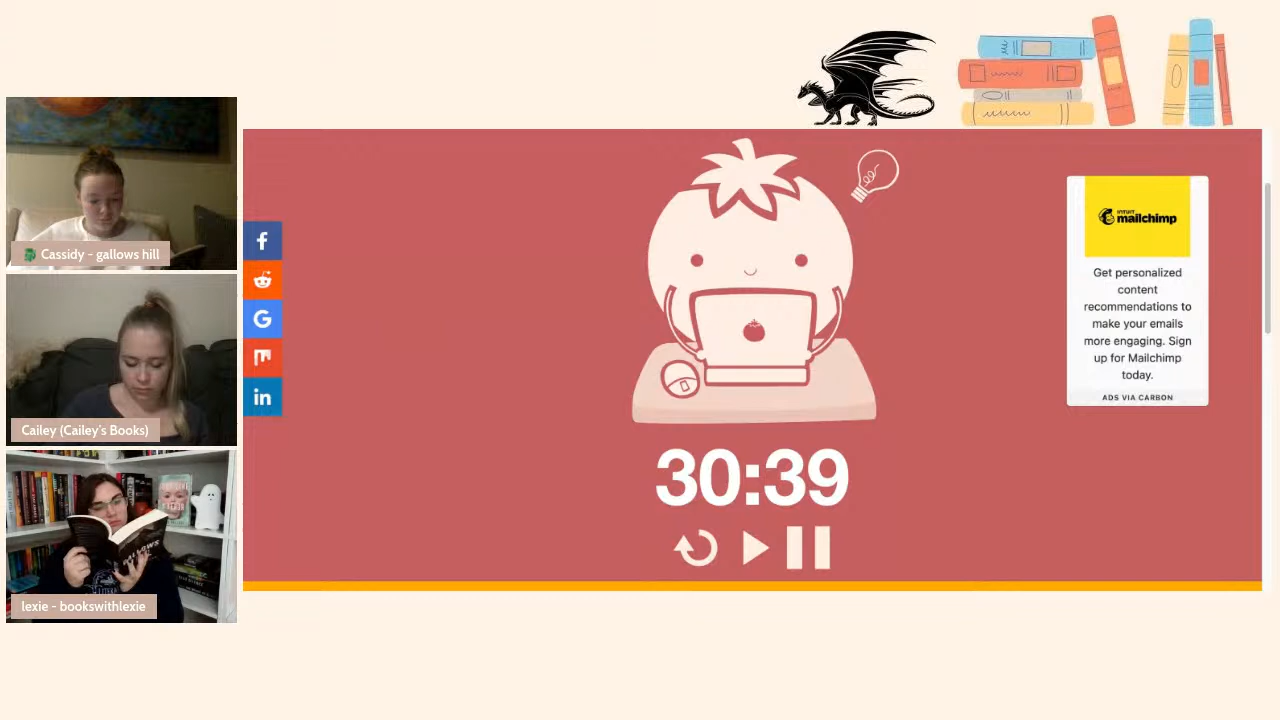 Cassidy - gallows hill
Cailey (Cailey's Books)
lexie - bookswithlexie
30:39
INTUIT
mailchimp
Get personalized
content
recommendations to
make your emails
more engaging. Sign
up for Mailchimp
today.
ADS VIA CARBON